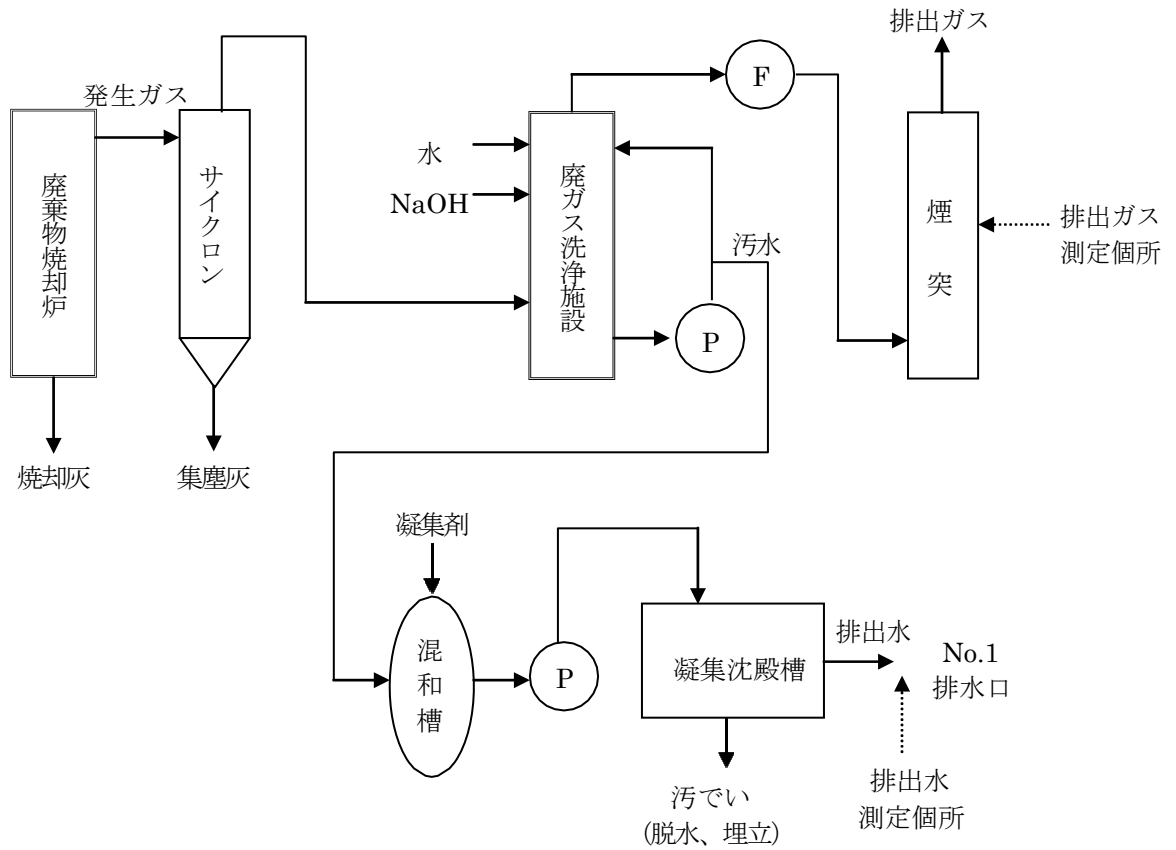 排出ガス
F
発生ガス
廃棄物焼却炉
サイクロン
水
NaOH
廃ガス洗浄施設
汚水
P
煙突
排出ガス
測定個所
焼却灰
集塵灰
凝集剤
混和槽
P
凝集沈殿槽
排出水
No.1
排水口
汚でい
(脱水、埋立)
排出水
測定個所